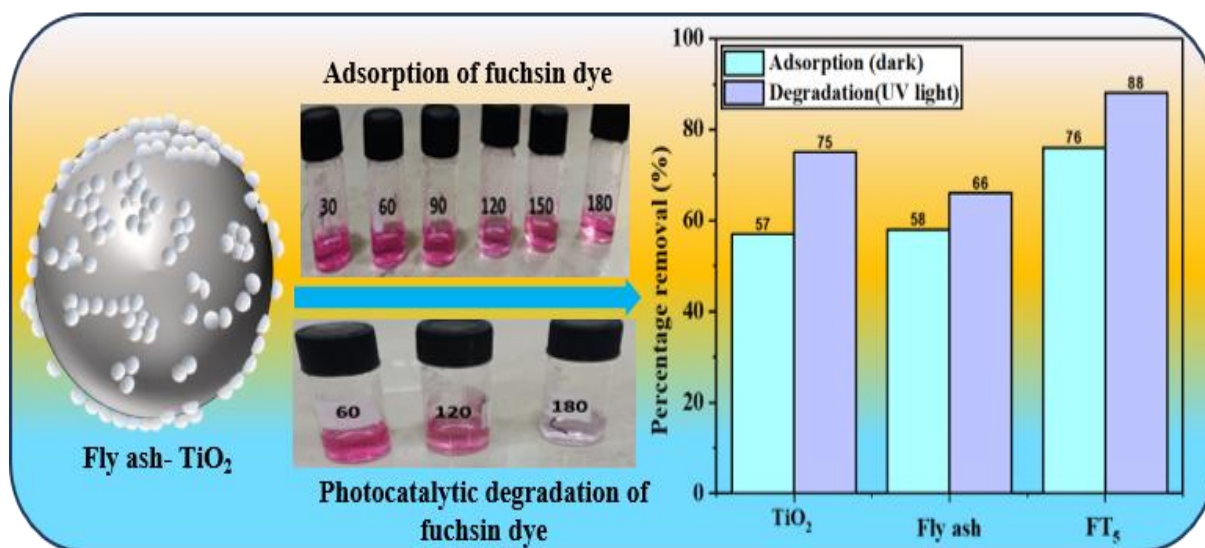 Fly ash- TiO₂
Adsorption of fuchsin dye
30 60 90 120 150 180
60 120 180
Photocatalytic degradation of
fuchsin dye
Percentage removal (%)
100
80
60
40
20
0
Adsorption (dark)
Degradation(UV light)
57
75
58
66
76
88
TiO₂
Fly ash
FT₅